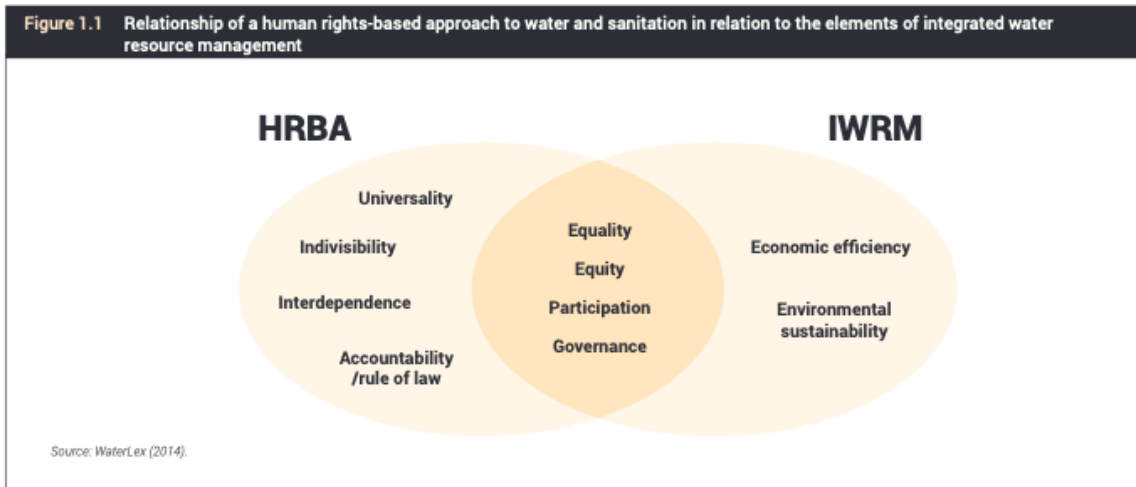 Figure 1.1 Relationship of a human rights-based approach to water and sanitation in relation to the elements of integrated water
resource management
HRBA
IWRM
Universality
Indivisibility
Interdependence
Accountability
/rule of law
Equality
Equity
Participation
Governance
Economic efficiency
Environmental
sustainability
Source: WaterLex (2014).